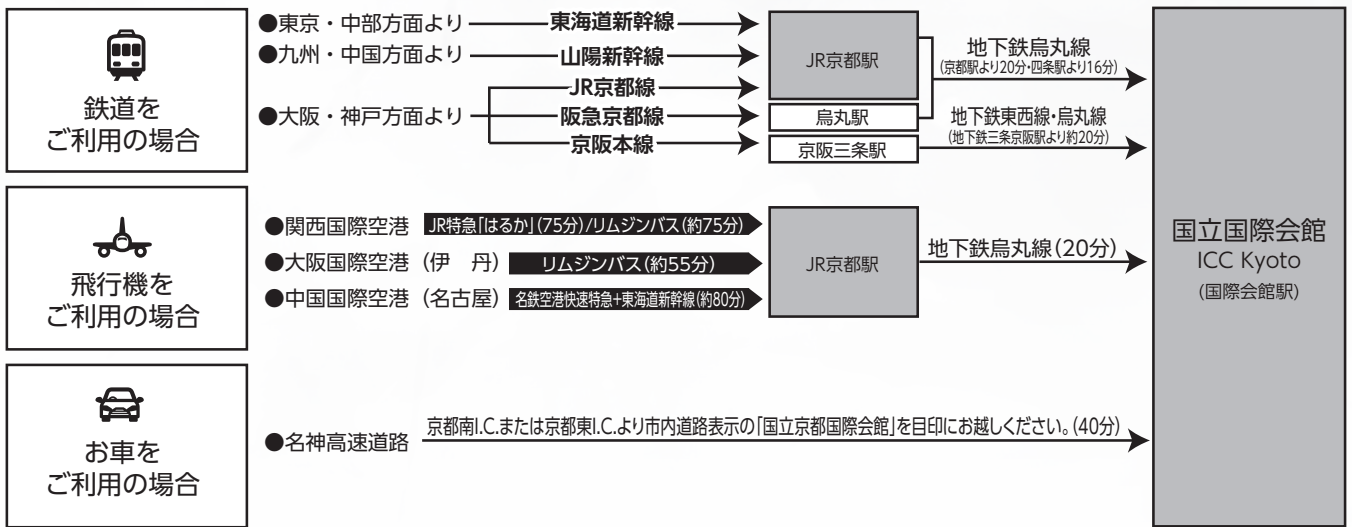 鉄道を
ご利用の場合
●東京・中部方面より
東海道新幹線
●九州・中国方面より
山陽新幹線
●大阪・神戸方面より
JR京都線
阪急京都線
京阪本線
JR京都駅
烏丸駅
京阪三条駅
地下鉄烏丸線
(京都駅より20分・四条駅より16分)
地下鉄東西線・烏丸線
(地下鉄三条京阪駅より約20分)
飛行機を
ご利用の場合
●関西国際空港 JR特急「はるか」(75分)/リムジンバス(約75分)
●大阪国際空港 (伊 丹) リムジンバス(約55分)
●中国国際空港 (名古屋) 名鉄空港快速特急+東海道新幹線(約80分)
JR京都駅
地下鉄烏丸線(20分)
お車を
ご利用の場合
●名神高速道路
京都南I.C.または京都東I.C.より市内道路表示の「国立京都国際会館」を目印にお越しください。(40分)
国立国際会館
ICC Kyoto
(国際会館駅)